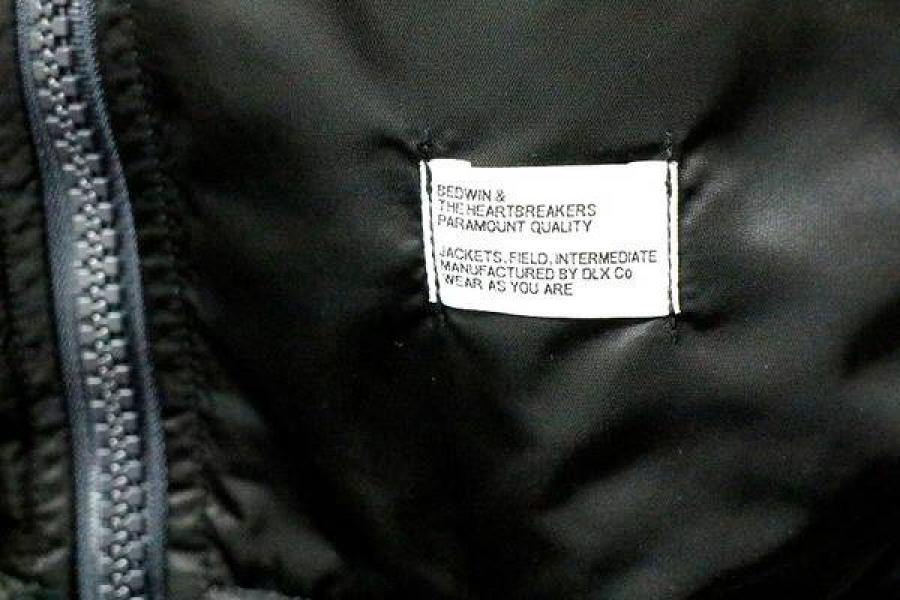 BEDWIN &
THE HEARTBREAKERS
PARAMOUNT QUALITY
JACKETS, FIELD, INTERMEDIATE
MANUFACTURED BY DLX Co
WEAR AS YOU ARE